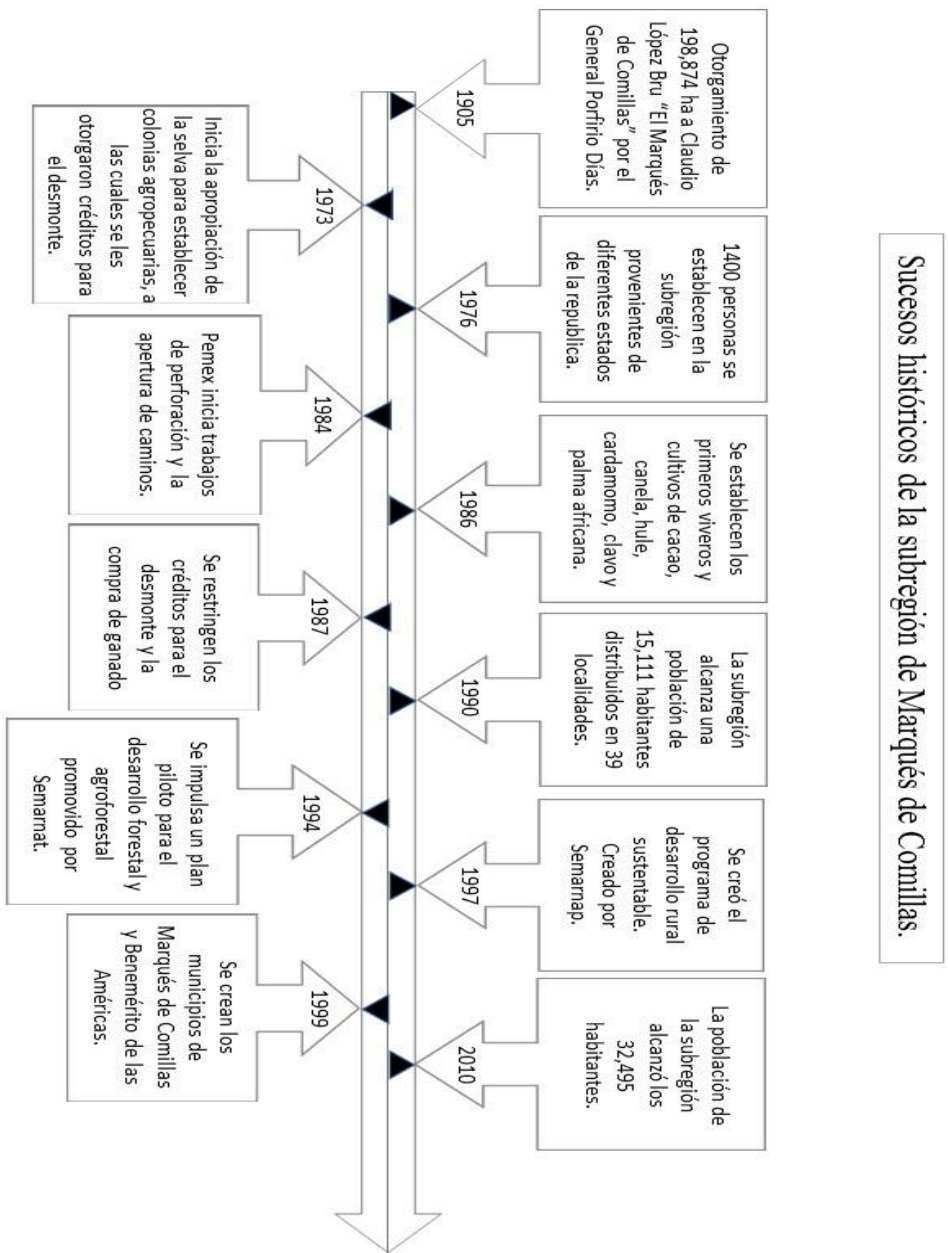 Sucesos históricos de la subregión de Marqués de Comillas.
Otorgamiento de
198,874 ha a Claudio
López Bru “El Marqués
de Comillas” por el
General Porfirio Días.
1905
1400 personas se
establecen en la
subregión
provenientes de
diferentes estados
de la republica.
1976
Se establecen los
primeros viveros y
cultivos de cacao,
canela, hule,
cardamomo, clavo y
palma africana.
1986
La subregión
alcanza una
población de
15,111 habitantes
distribuidos en 39
localidades.
1990
Se creó el
programa de
desarrollo rural
sustentable.
Creado por
Semarnap.
1997
La población de
la subregión
alcanzó los
32,495
habitantes.
2010
1973
Inicia la apropiación de
la selva para establecer
colonias agropecuarias, a
las cuales se les
otorgaron créditos para
el desmonte.
1984
Pemex inicia trabajos
de perforación y la
apertura de caminos.
1987
Se restringen los
créditos para el
desmonte y la
compra de ganado
1994
Se impulsa un plan
piloto para el
desarrollo forestal y
agroforestal
promovido por
Semarnat.
1999
Se crean los
municipios de
Marqués de Comillas
y Benemérito de las
Américas.